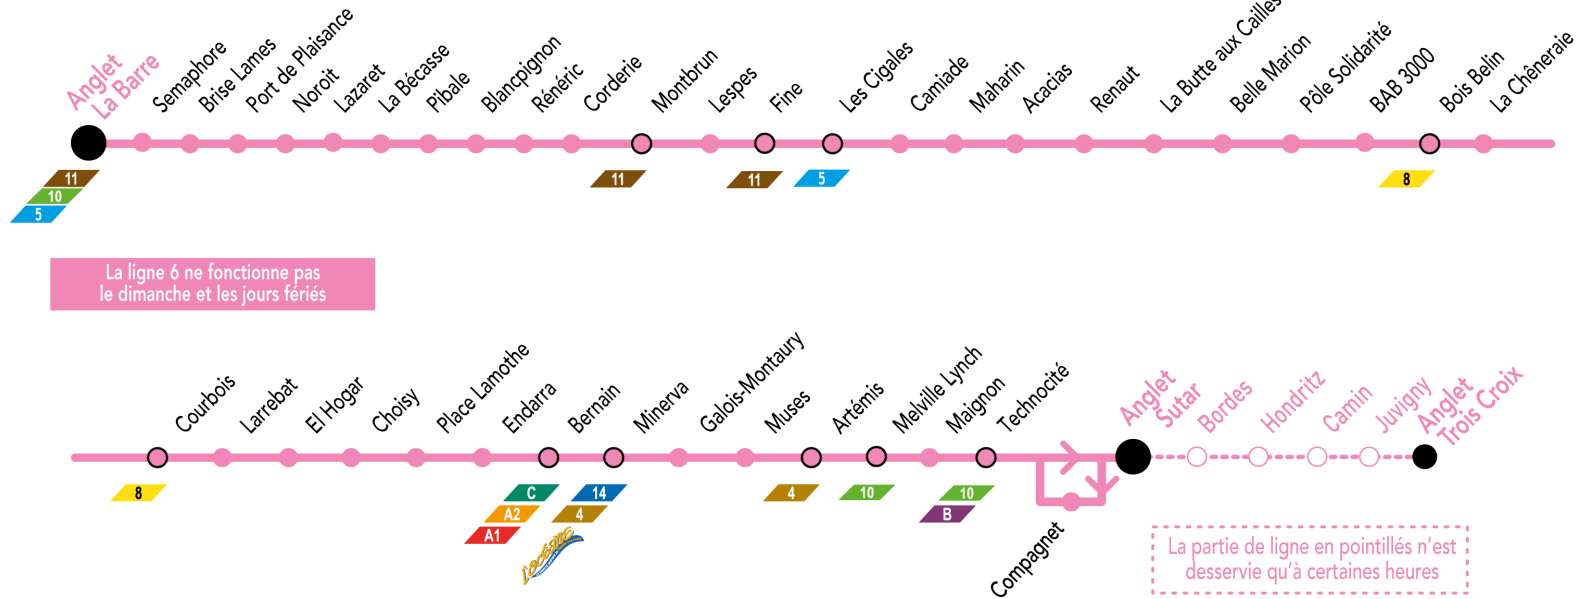 Anglet
La Barre
Semaphore
Brise Lames
Port de Plaisance
Noroit
Lazaret
La Bécasse
Pibale
Blancpignon
Rénéric
Corderie
Montbrun
Lespes
Fine
Les Cigales
Camiade
Maharin
Acacias
Renaut
La Butte aux Cailles
Belle Marion
Pôle Solidarité
BAB 3000
Bois Belin
La Chêneraie
11
10
5
11
11
5
8
La ligne 6 ne fonctionne pas
le dimanche et les jours fériés
Courbois
Larrebat
El Hogar
Choisy
Place Lamothe
Endarra
Bernain
Minerva
Galois-Montaury
Muses
Artémis
Melville Lynch
Maignon
Technocité
Anglet
Sutar
Bordes
Hondritz
Camin
Juvigny
Anglet
Trois Croix
8
C
A2
A1
14
4
L'océane
4
10
10
B
Compagnet
La partie de ligne en pointillés n'est
desservie qu'à certaines heures